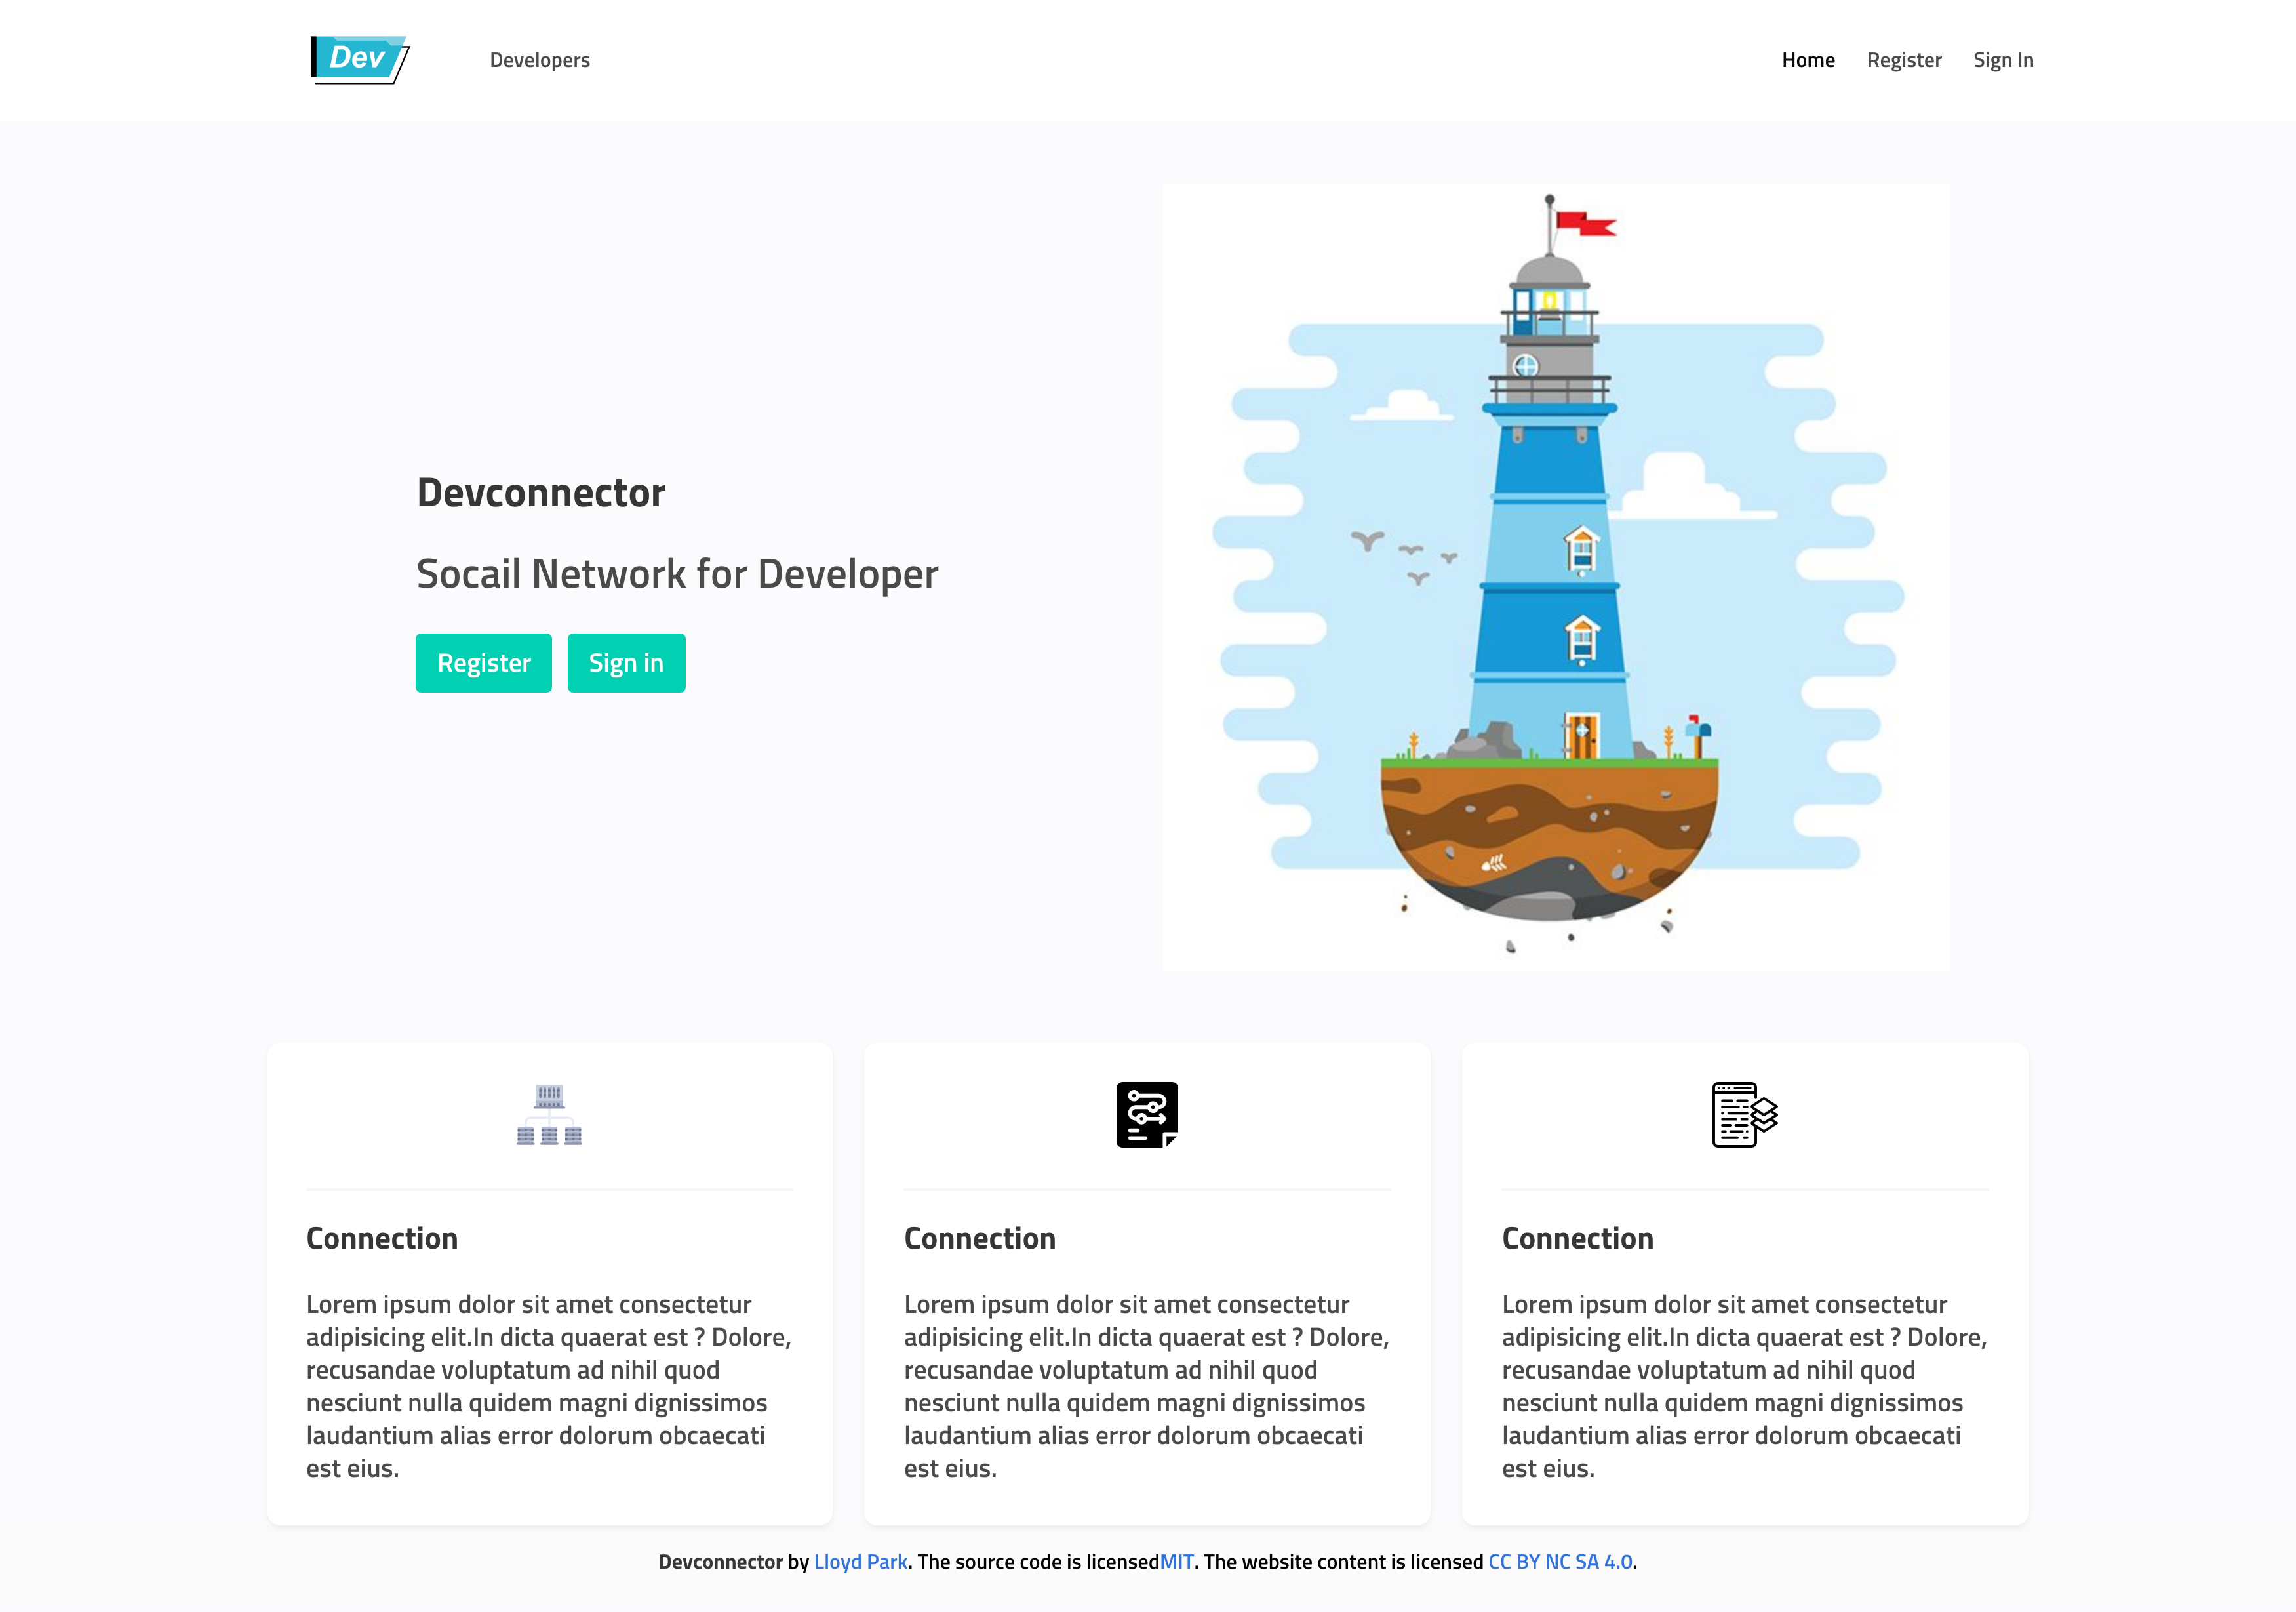 Dev
Developers
Home
Register
Sign In
Devconnector
Socail Network for Developer
Register
Sign in
Connection
Lorem ipsum dolor sit amet consectetur
adipisicing elit.In dicta quaerat est ? Dolore,
recusandae voluptatum ad nihil quod
nesciunt nulla quidem magni dignissimos
laudantium alias error dolorum obcaecati
est eius.
Connection
Lorem ipsum dolor sit amet consectetur
adipisicing elit.In dicta quaerat est ? Dolore,
recusandae voluptatum ad nihil quod
nesciunt nulla quidem magni dignissimos
laudantium alias error dolorum obcaecati
est eius.
Connection
Lorem ipsum dolor sit amet consectetur
adipisicing elit.In dicta quaerat est ? Dolore,
recusandae voluptatum ad nihil quod
nesciunt nulla quidem magni dignissimos
laudantium alias error dolorum obcaecati
est eius.
Devconnector by Lloyd Park. The source code is licensedMIT. The website content is licensed CC BY NC SA 4.0.